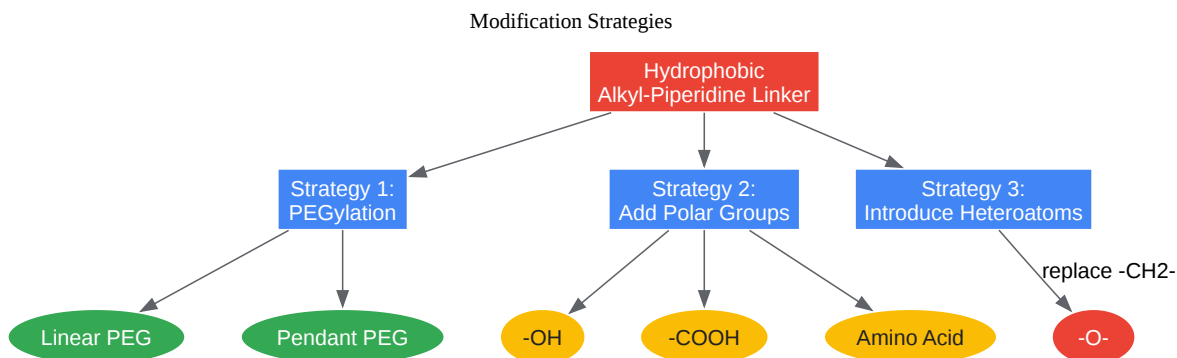 Modification Strategies
Hydrophobic
Alkyl-Piperidine Linker
Strategy 1:
PEGylation
Strategy 2:
Add Polar Groups
Strategy 3:
Introduce Heteroatoms
replace -CH2-
Linear PEG
Pendant PEG
-OH
-COOH
Amino Acid
-O-